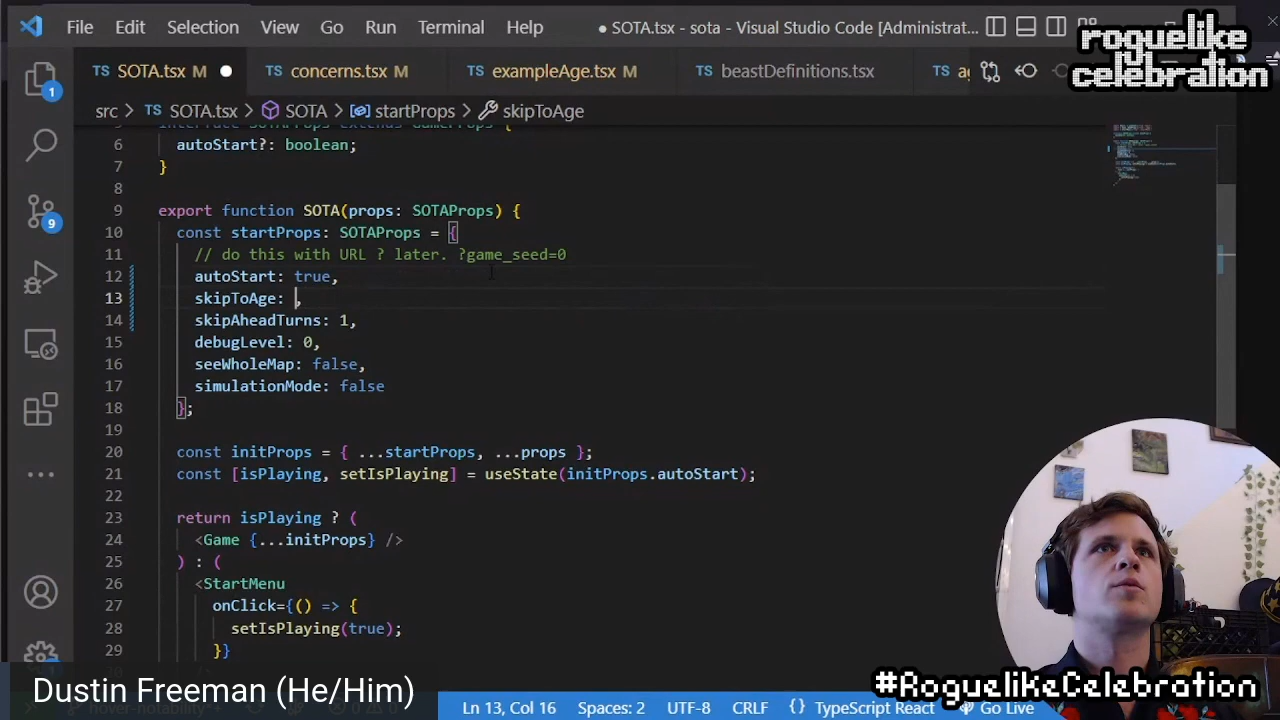 File Edit Selection View Go Run Terminal Help ● SOTA.tsx - sota - Visual Studio Code [Administrat...
roguelike
celebration
TS SOTA.tsx M ● TS concerns.tsx M TS exampleAge.tsx M TS beastDefinitions.tsx TS ag
src > TS SOTA.tsx > SOTA > startProps > skipToAge
1
9
6 autoStart?: boolean;
7 }
8
9 export function SOTA(props: SOTAProps) {
10 const startProps: SOTAProps = {
11 // do this with URL ? later. ?game_seed=0
12 autoStart: true,
13 skipToAge: ,
14 skipAheadTurns: 1,
15 debugLevel: 0,
16 seeWholeMap: false,
17 simulationMode: false
18 };
19
20 const initProps = { ...startProps, ...props };
21 const [isPlaying, setIsPlaying] = useState(initProps.autoStart);
22
23 return isPlaying ? (
24 <Game {...initProps} />
25 ) : (
26 <StartMenu
27 onClick={() => {
28 setIsPlaying(true);
29 }}
Dustin Freeman (He/Him)
#RoguelikeCelebration
Ln 13, Col 16 Spaces: 2 UTF-8 CRLF TypeScript React Go Live